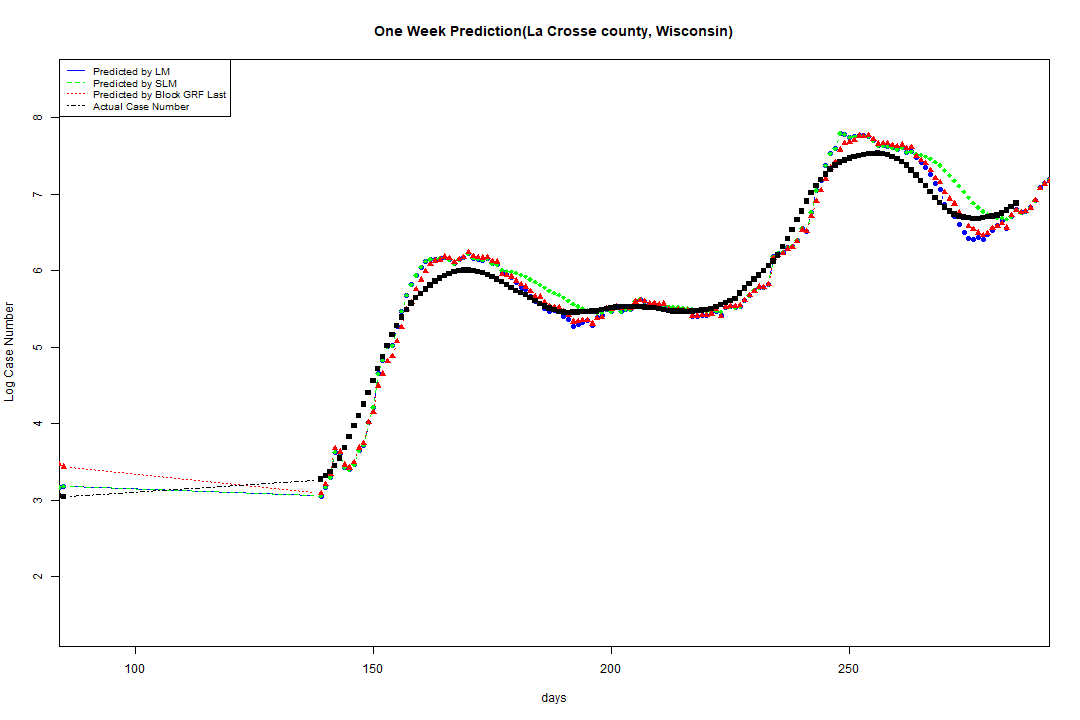 One Week Prediction(La Crosse county, Wisconsin)
Predicted by LM
Predicted by SLM
Predicted by Block GRF Last
Actual Case Number
8
7
6
5
4
3
2
Log Case Number
100 150 200 250
days